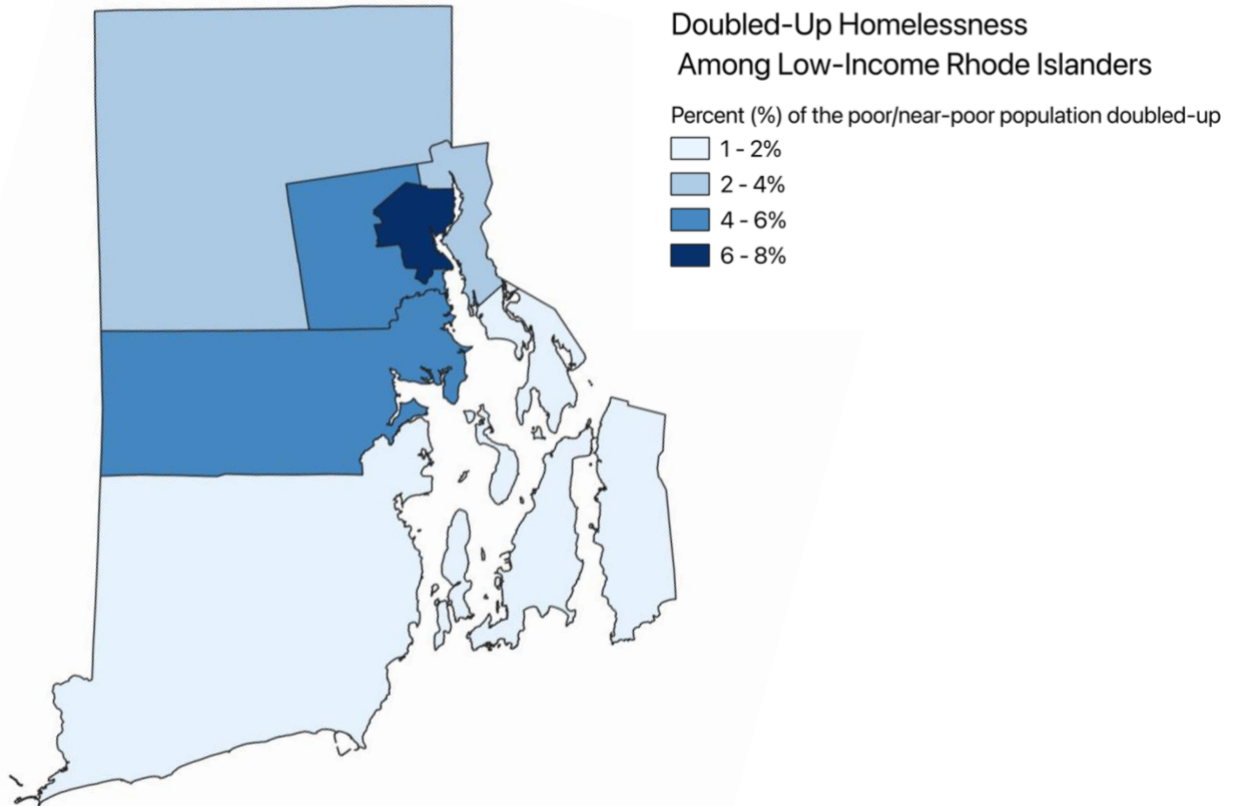 Doubled-Up Homelessness
Among Low-Income Rhode Islanders
Percent (%) of the poor/near-poor population doubled-up
1 - 2%
2 - 4%
4 - 6%
6 - 8%